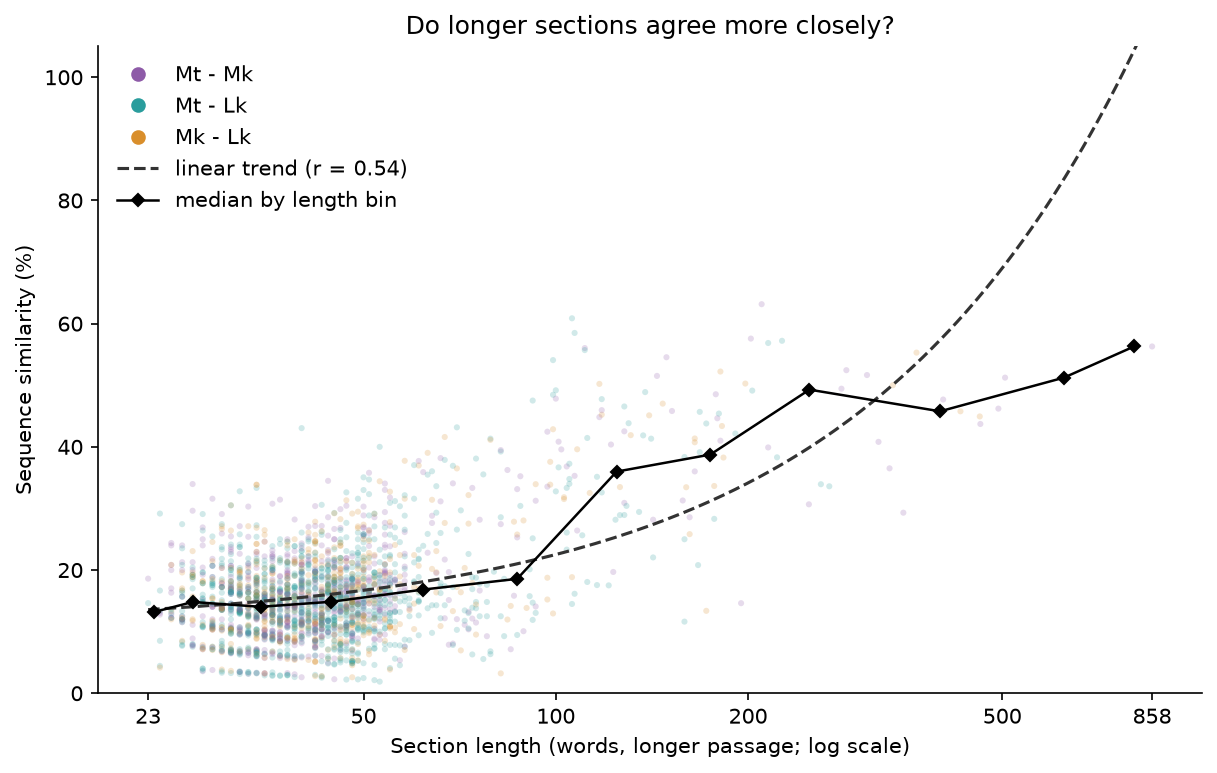 Do longer sections agree more closely?
Mt - Mk
Mt - Lk
Mk - Lk
linear trend (r = 0.54)
median by length bin
Sequence similarity (%)
100
80
60
40
20
0
23
50
100
200
500
858
Section length (words, longer passage; log scale)